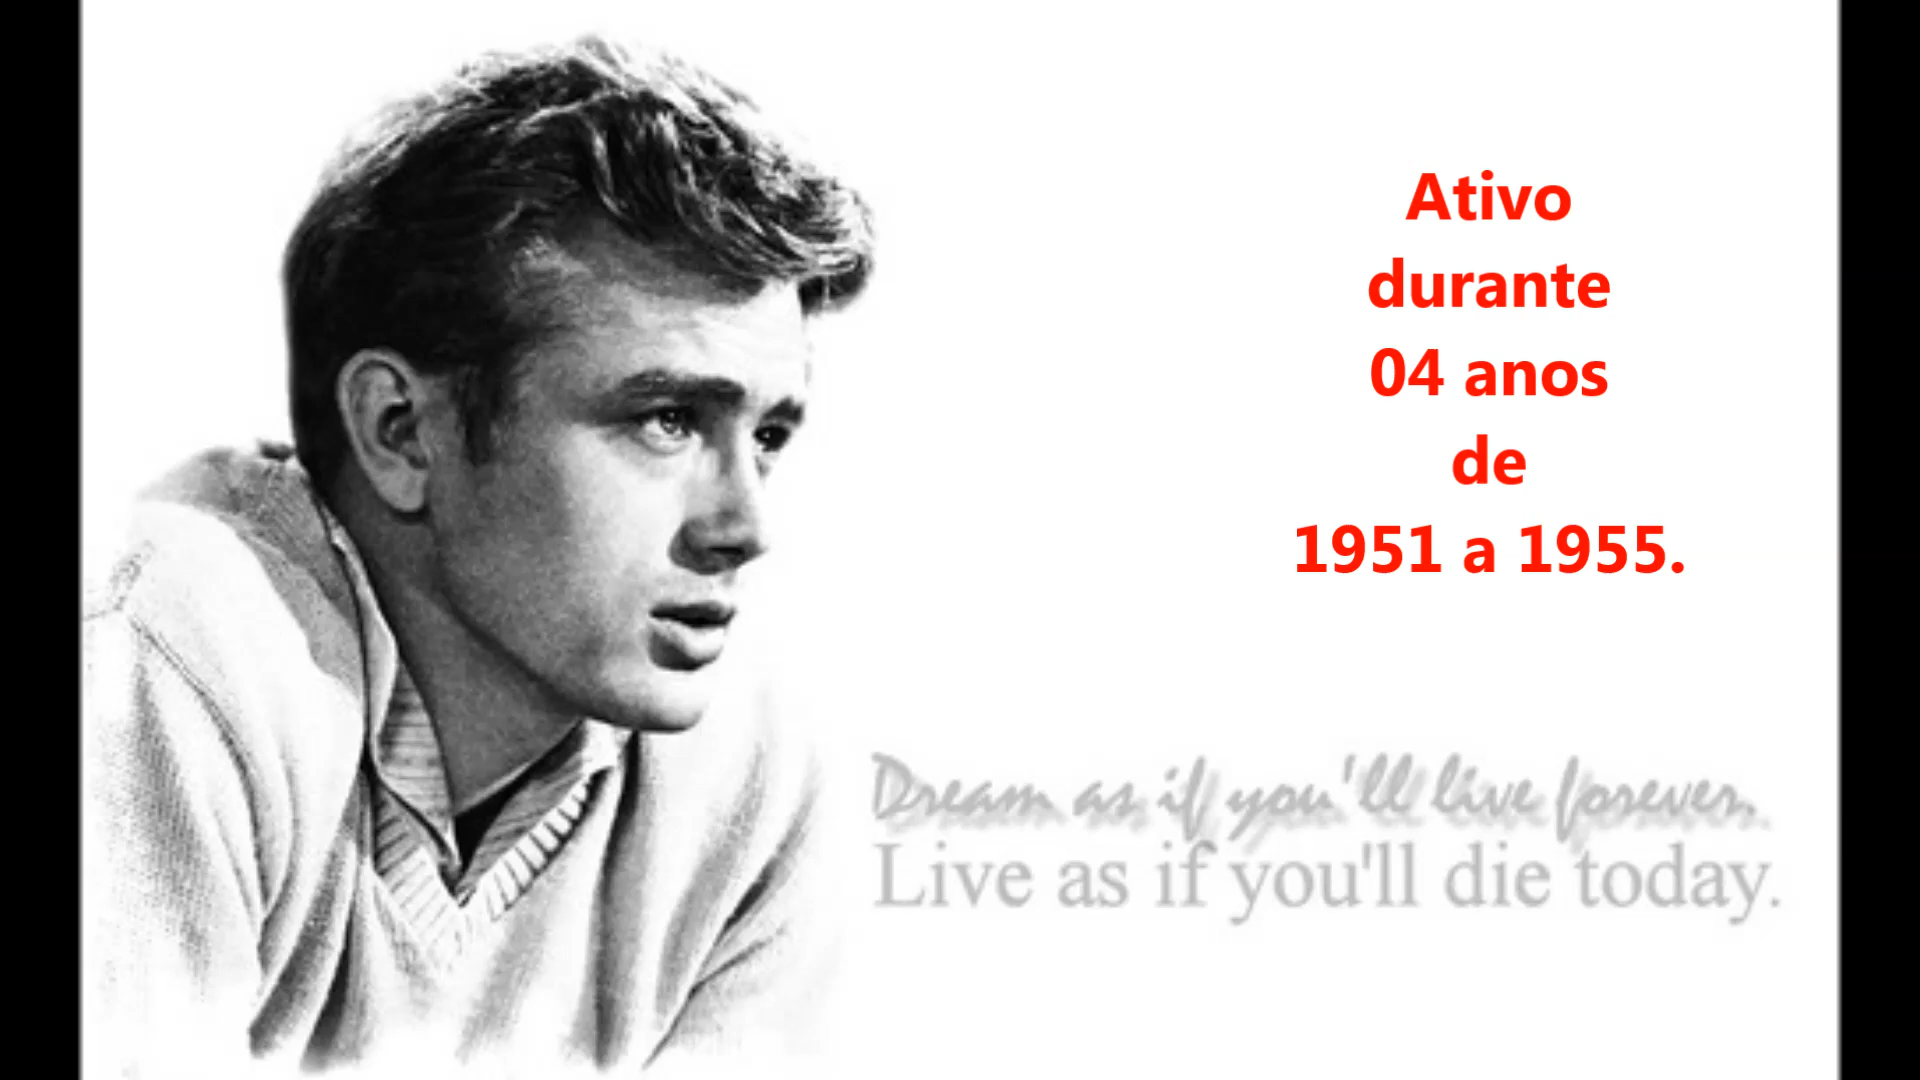 Ativo
durante
04 anos
de
1951 a 1955.
Dream as if you'll live forever.
Live as if you'll die today.